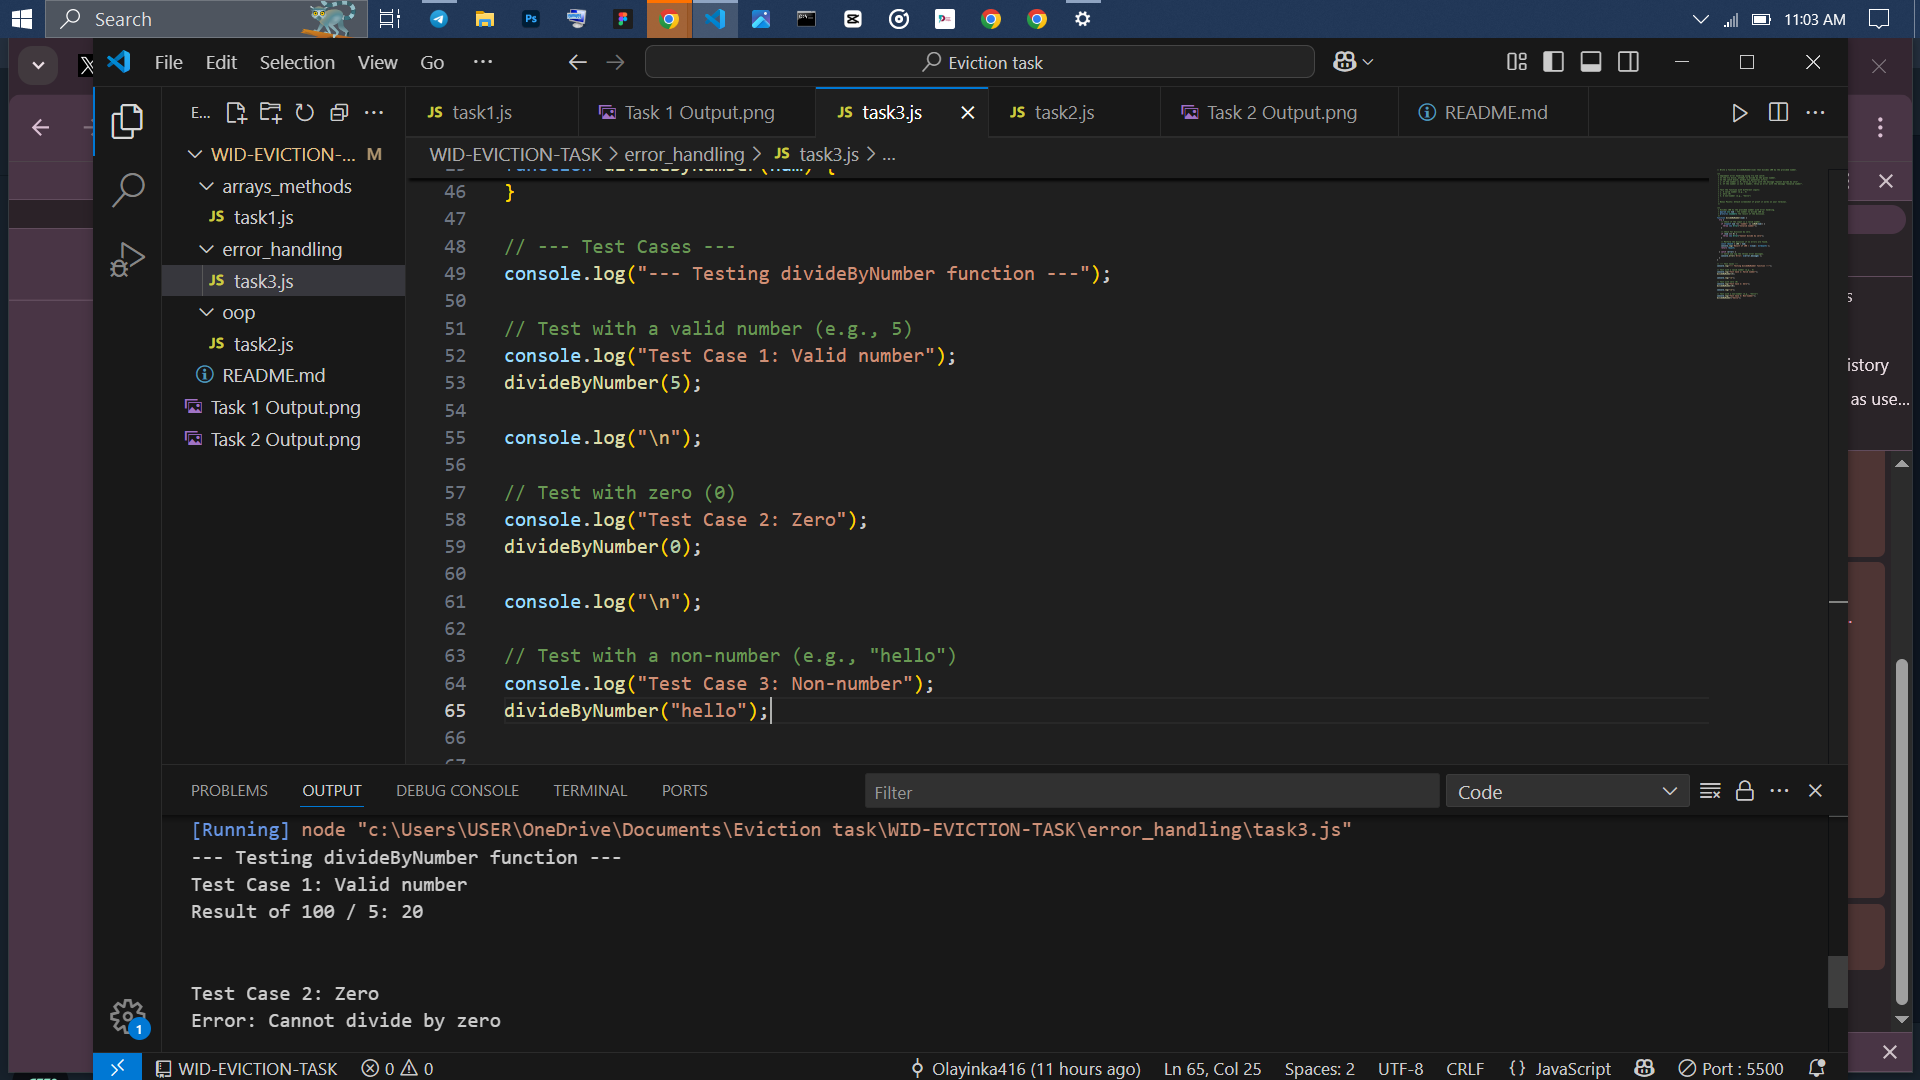 Search
11:03 AM
File Edit Selection View Go ···
Eviction task
E... ···
task1.js
Task 1 Output.png
task3.js
task2.js
Task 2 Output.png
README.md
WID-EVICTION-TASK > error_handling > JS task3.js > ...
WID-EVICTION-... M
arrays_methods
JS task1.js
error_handling
JS task3.js
oop
JS task2.js
README.md
Task 1 Output.png
Task 2 Output.png
46 }
47
48 // --- Test Cases ---
49 console.log("--- Testing divideByNumber function ---");
50
51 // Test with a valid number (e.g., 5)
52 console.log("Test Case 1: Valid number");
53 divideByNumber(5);
54
55 console.log("\n");
56
57 // Test with zero (0)
58 console.log("Test Case 2: Zero");
59 divideByNumber(0);
60
61 console.log("\n");
62
63 // Test with a non-number (e.g., "hello")
64 console.log("Test Case 3: Non-number");
65 divideByNumber("hello");
66
istory
as use...
PROBLEMS OUTPUT DEBUG CONSOLE TERMINAL PORTS
Filter
Code
[Running] node "c:\Users\USER\OneDrive\Documents\Eviction task\WID-EVICTION-TASK\error_handling\task3.js"
--- Testing divideByNumber function ---
Test Case 1: Valid number
Result of 100 / 5: 20
Test Case 2: Zero
Error: Cannot divide by zero
1
WID-EVICTION-TASK 0 0 Olayinka416 (11 hours ago) Ln 65, Col 25 Spaces: 2 UTF-8 CRLF {} JavaScript Port : 5500